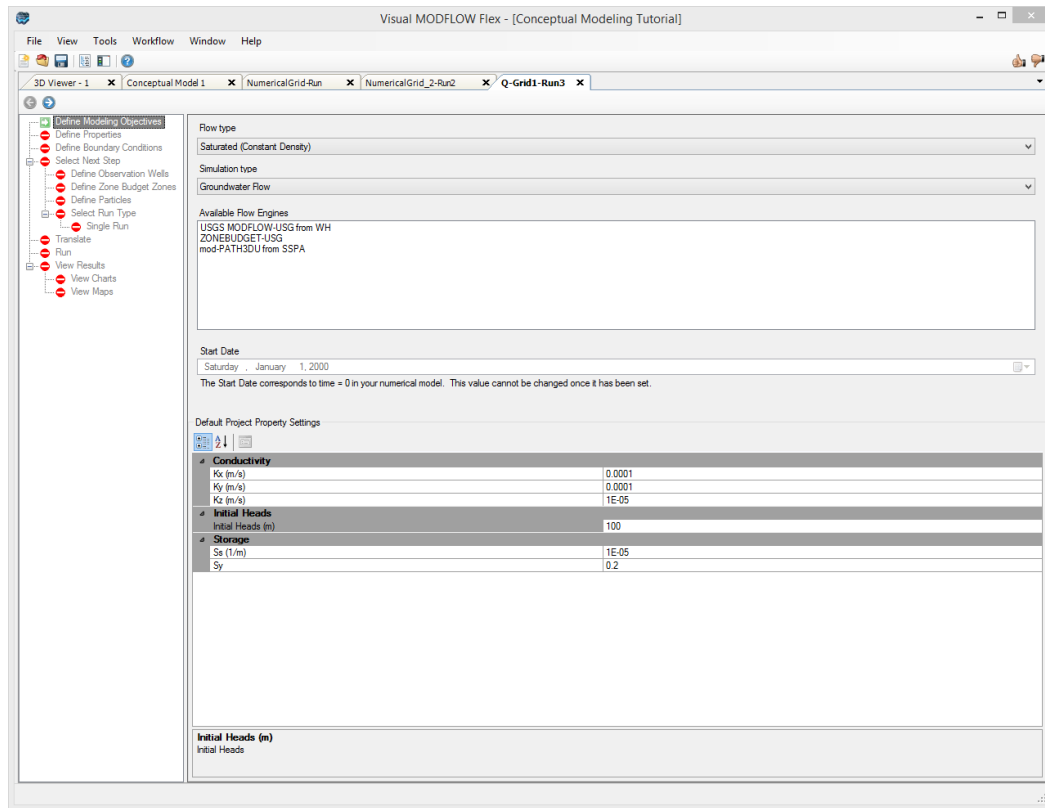 Visual MODFLOW Flex - [Conceptual Modeling Tutorial]
File View Tools Workflow Window Help
3D Viewer - 1 Conceptual Model 1 NumericalGrid-Run NumericalGrid_2-Run2 Q-Grid1-Run3
Define Modeling Objectives
Define Properties
Define Boundary Conditions
Select Next Step
Define Observation Wells
Define Zone Budget Zones
Define Particles
Select Run Type
Single Run
Translate
Run
View Results
View Charts
View Maps
Flow type
Saturated (Constant Density)
Simulation type
Groundwater Flow
Available Flow Engines
USGS MODFLOW-USG from WH
ZONEBUDGET-USG
mod-PATH3DU from SSPA
Start Date
Saturday , January 1, 2000
The Start Date corresponds to time = 0 in your numerical model. This value cannot be changed once it has been set.
Default Project Property Settings
Conductivity
Kx (m/s) 0.0001
Ky (m/s) 0.0001
Kz (m/s) 1E-05
Initial Heads
Initial Heads (m) 100
Storage
Ss (1/m) 1E-05
Sy 0.2
Initial Heads (m)
Initial Heads